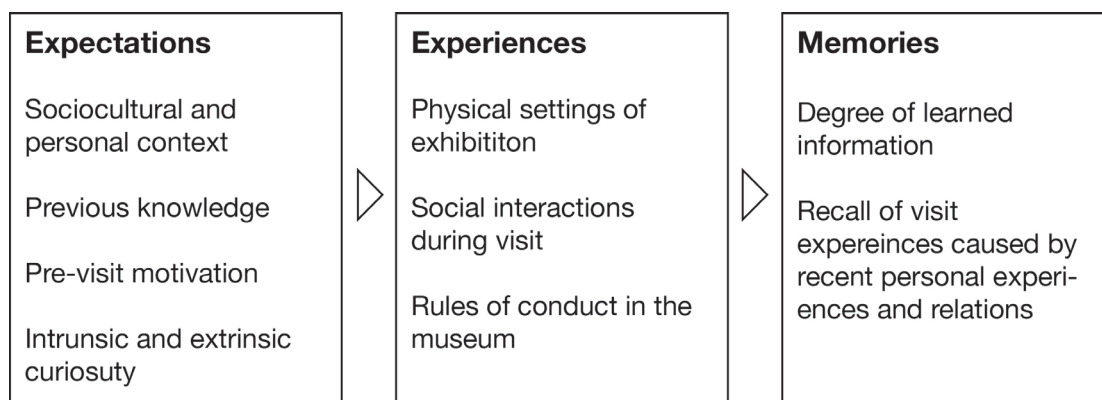 Expectations
Sociocultural and
personal context
Previous knowledge
Pre-visit motivation
Intrunsic and extrinsic
curiosuty
Experiences
Physical settings of
exhibititon
Social interactions
during visit
Rules of conduct in the
museum
Memories
Degree of learned
information
Recall of visit
expereinces caused by
recent personal experi-
ences and relations